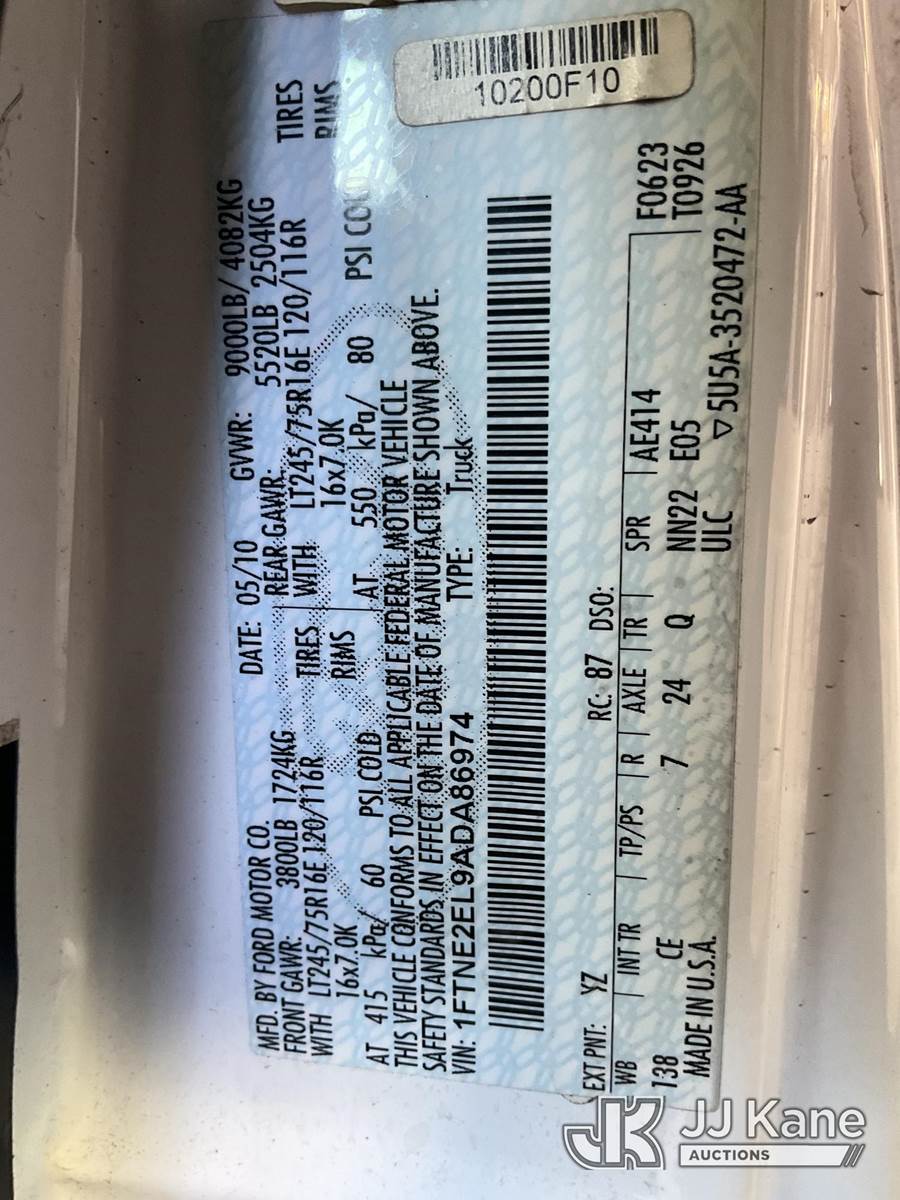 10200F10
MFD. BY FORD MOTOR CO. DATE: 05/10 GVWR: 9000LB/ 4082KG
FRONT GAWR: 3800LB 1724KG REAR GAWR: 5520LB 2504KG
WITH LT245/75R16E 120/116R TIRES WITH LT245/75R16E 120/116R TIRES
16x7.0K RIMS 16x7.0K RIMS
AT 415 kPa/ 60 PSI COLD AT 550 kPa/ 80 PSI
THIS VEHICLE CONFORMS TO ALL APPLICABLE FEDERAL MOTOR VEHICLE
SAFETY STANDARDS IN EFFECT ON THE DATE OF MANUFACTURE SHOWN ABOVE.
VIN: 1FTNE2EL9ADA86974 TYPE: Truck
EXT PNT: YZ RC: 87 DSO:
WB INT TR TP/PS R AXLE TR SPR AE414 F0623
138 CE 7 24 Q NN22 E05 T0926
MADE IN U.S.A. ULC ▽5U5A-3520472-AA
JK JJ Kane
AUCTIONS